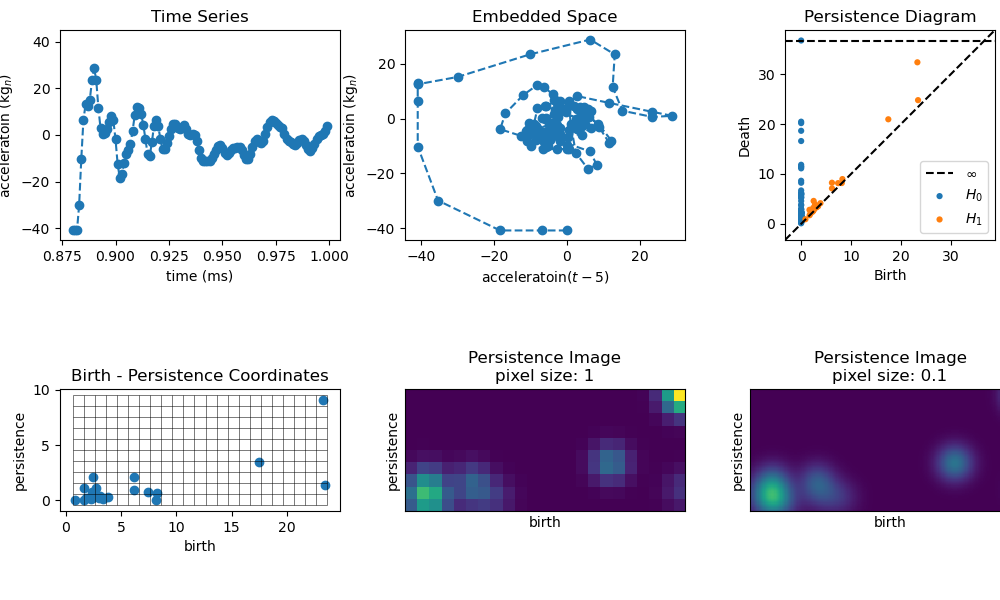 Time Series
Embedded Space
Persistence Diagram
acceleratoin (kg$_n$)
40
20
0
−20
−40
0.875 0.900 0.925 0.950 0.975 1.000
time (ms)
acceleratoin (kg$_n$)
20
0
−20
−40
−40 −20 0 20
acceleratoin(t − 5)
Death
30
20
10
0
0 10 20 30
Birth
∞
H₀
H₁
Birth - Persistence Coordinates
persistence
10
5
0
0 5 10 15 20
birth
Persistence Image
pixel size: 1
persistence
birth
Persistence Image
pixel size: 0.1
persistence
birth